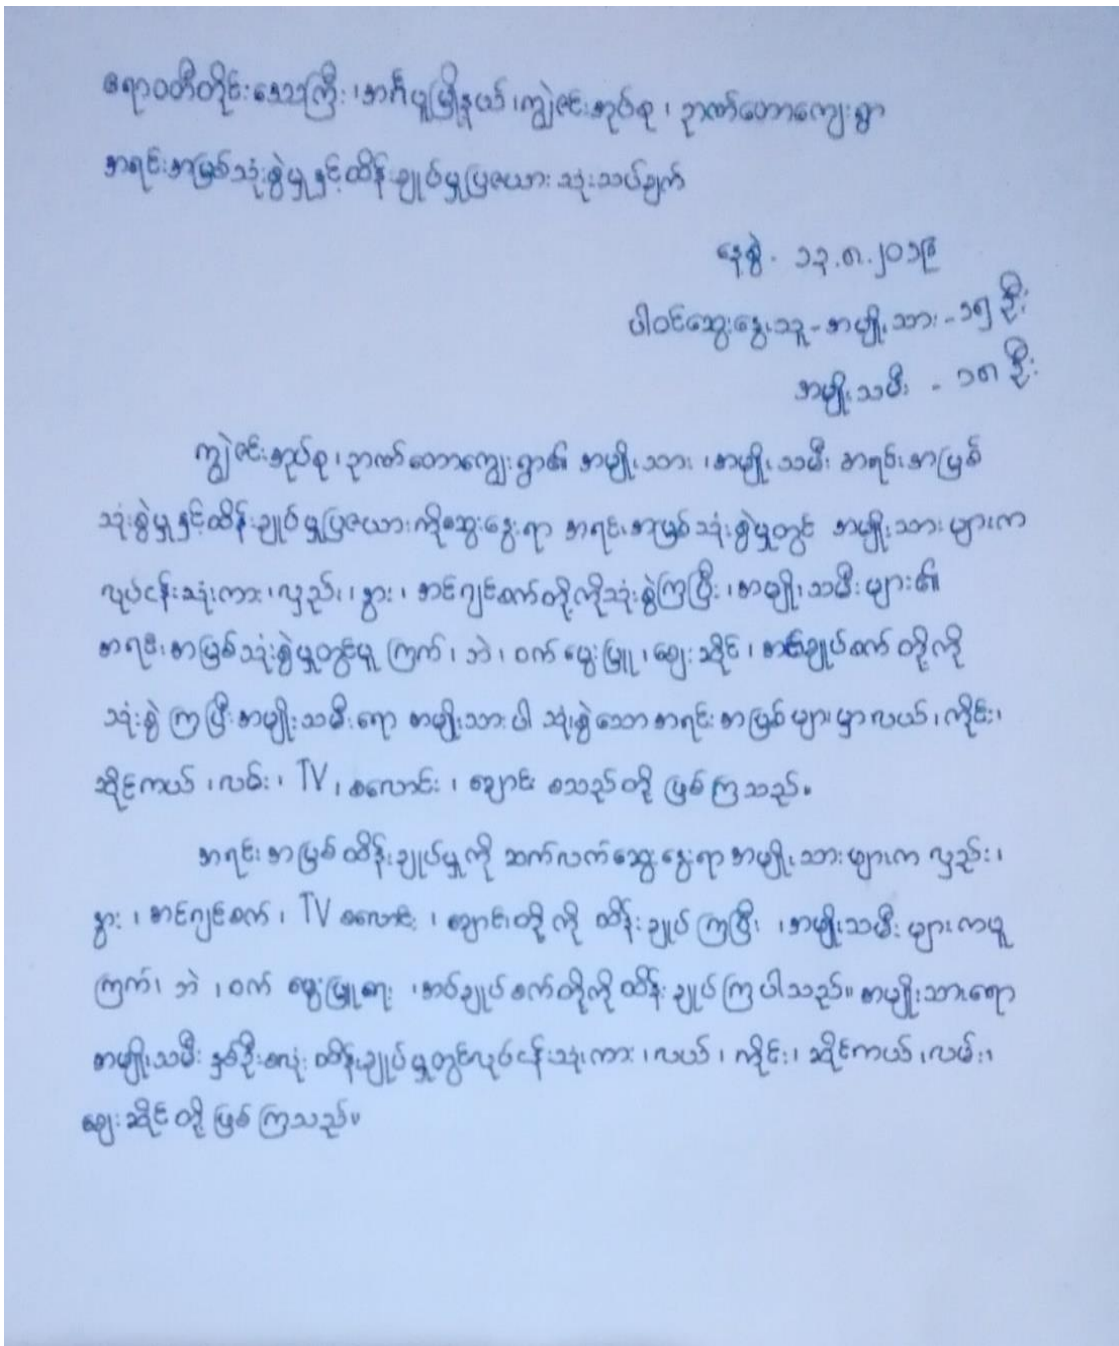 ဧရာဝတီတိုင်းဒေသကြီး၊အင်္ဂပူမြို့နယ်၊ကျွဲဇင်းအုပ်စု၊ ဥာဏ်တောကျေးရွာ
အရင်းအမြစ်သုံးစွဲမှုနှင့်ထိန်းချုပ်မှုပြဇယား သုံးသပ်ချက်
နေ့စွဲ - ၁၃.၈.၂၀၁၉
ပါဝင်ဆွေးနွေးသူ - အမျိုးသား - ၁၅ ဦး
အမျိုးသမီး - ၁၈ ဦး
ကျွဲဇင်းအုပ်စု၊ဥာဏ်တောကျေးရွာ၏ အမျိုးသား ၊အမျိုးသမီး အရင်းအမြစ်
သုံးစွဲမှုနှင့်ထိန်းချုပ်မှုပြဇယားကိုဆွေးနွေးရာ အရင်းအမြစ်သုံးစွဲမှုတွင် အမျိုးသားများက
လုပ်ငန်းသုံးကား၊လှည်း၊နွား၊ အင်ဂျင်စက်တို့ကိုသုံးစွဲကြပြီး၊အမျိုးသမီးများ၏
အရင်းအမြစ်သုံးစွဲမှုတွင်မူ ကြက်၊ဘဲ၊ဝက် မွေးမြူ၊ဈေးဆိုင်၊ အပ်ချုပ်စက် တို့ကို
သုံးစွဲ ကြပြီးအမျိုးသမီးရော အမျိုးသားပါ သုံးစွဲသောအရင်းအမြစ်များမှာလယ်၊ကိုင်း၊
ဆိုင်ကယ် ၊လမ်း၊ TV ၊စလောင်း ၊ ချောင်း စသည်တို့ ဖြစ်ကြသည်။
အရင်းအမြစ်ထိန်းချုပ်မှုကို ဆက်လက်ဆွေးနွေးရာအမျိုးသားများက လှည်း၊
နွား ၊အင်ဂျင်စက်၊ TV စလောင်း ၊ ချောင်းတို့ကို ထိန်းချုပ်ကြပြီး ၊အမျိုးသမီးများကမူ
ကြက်၊ ဘဲ ၊ဝက် မွေးမြူရေး ၊အပ်ချုပ်စက်တို့ကိုထိန်းချုပ်ကြပါသည်။ အမျိုးသားရော
အမျိုးသမီး နှစ်ဦးစလုံး ထိန်းချုပ်မှုတွင်လုပ်ငန်းသုံးကား ၊လယ်၊ ကိုင်း၊ ဆိုင်ကယ်၊လမ်း၊
ဈေးဆိုင်တို့ ဖြစ်ကြသည်။